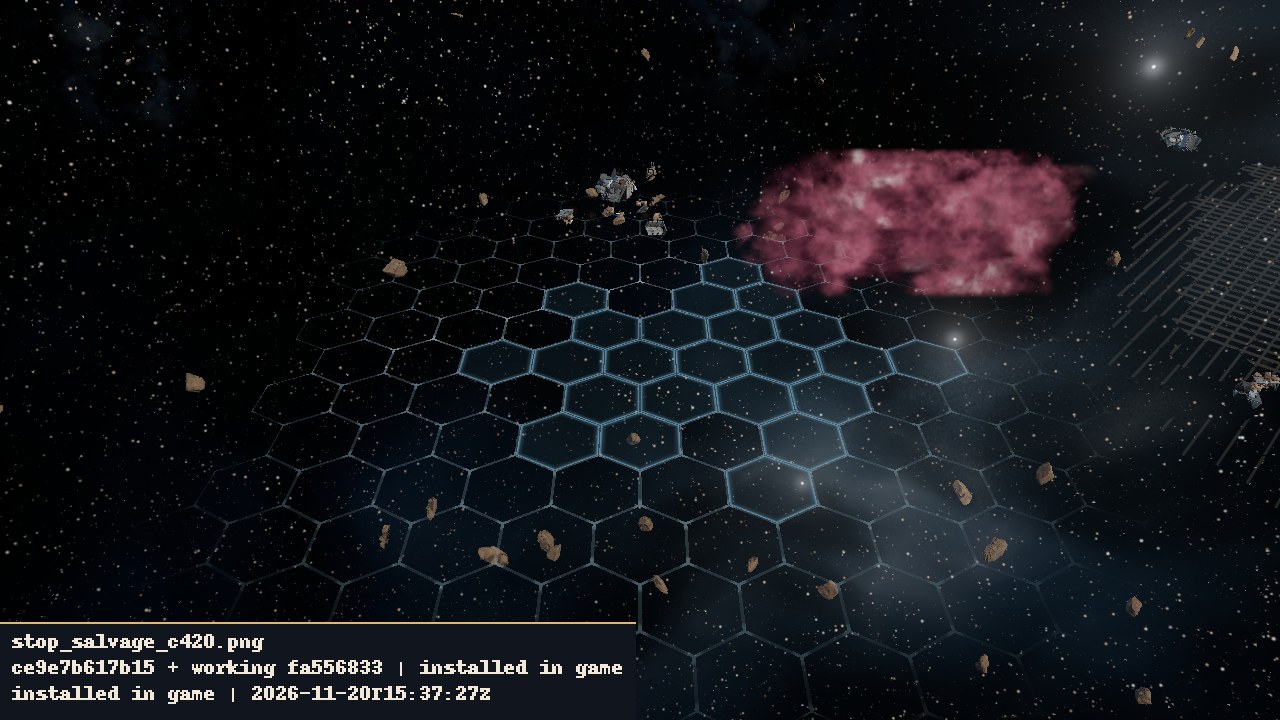 stop_salvage_c420.png
ce9e7b617b15 + working fa556833 | installed in game
installed in game | 2026-11-20T15:37:27Z